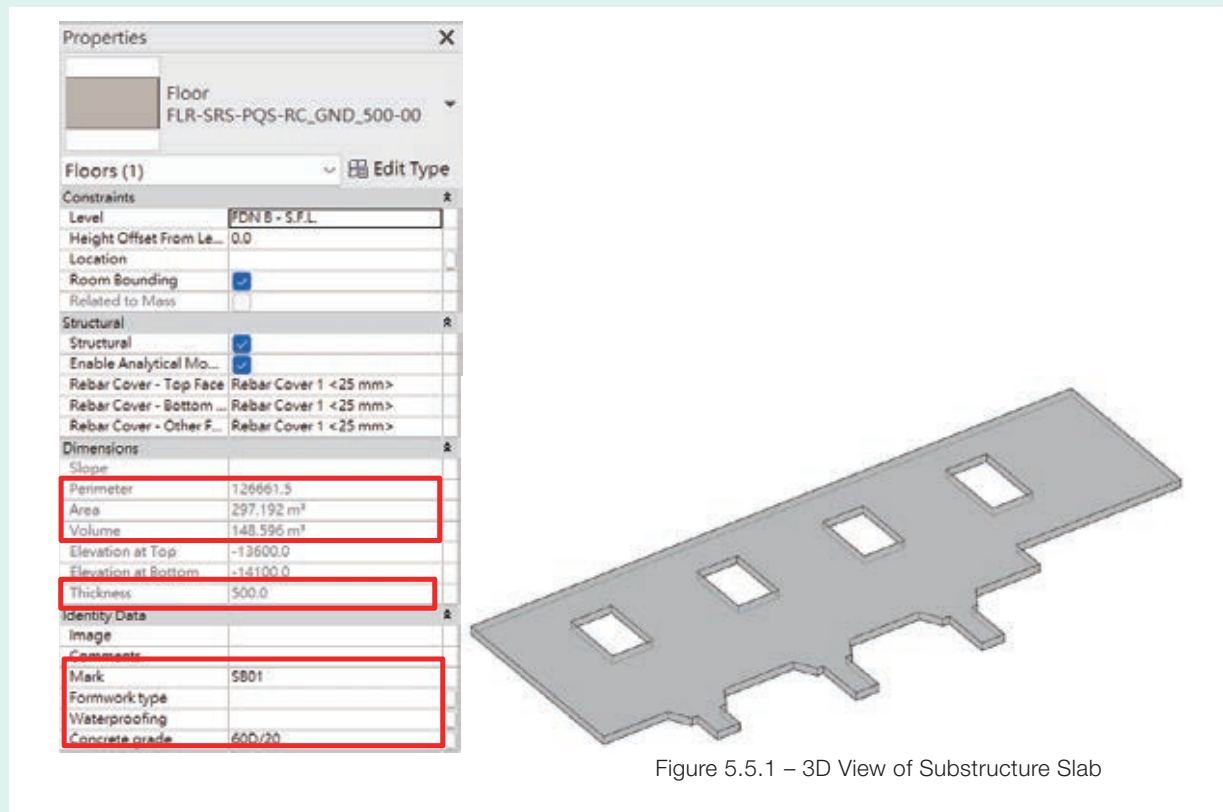 Properties X
Floor
FLR-SRS-PQS-RC_GND_500-00
Floors (1) Edit Type
Constraints
Level FDN B - S.F.L.
Height Offset From Le... 0.0
Location
Room Bounding
Related to Mass
Structural
Structural
Enable Analytical Mo...
Rebar Cover - Top Face Rebar Cover 1 <25 mm>
Rebar Cover - Bottom ... Rebar Cover 1 <25 mm>
Rebar Cover - Other F... Rebar Cover 1 <25 mm>
Dimensions
Slope
Perimeter 126661.5
Area 297.192 m²
Volume 148.596 m³
Elevation at Top -13600.0
Elevation at Bottom -14100.0
Thickness 500.0
Identity Data
Image
Comments
Mark SB01
Formwork type
Waterproofing
Concrete grade 60D/20
Figure 5.5.1 – 3D View of Substructure Slab